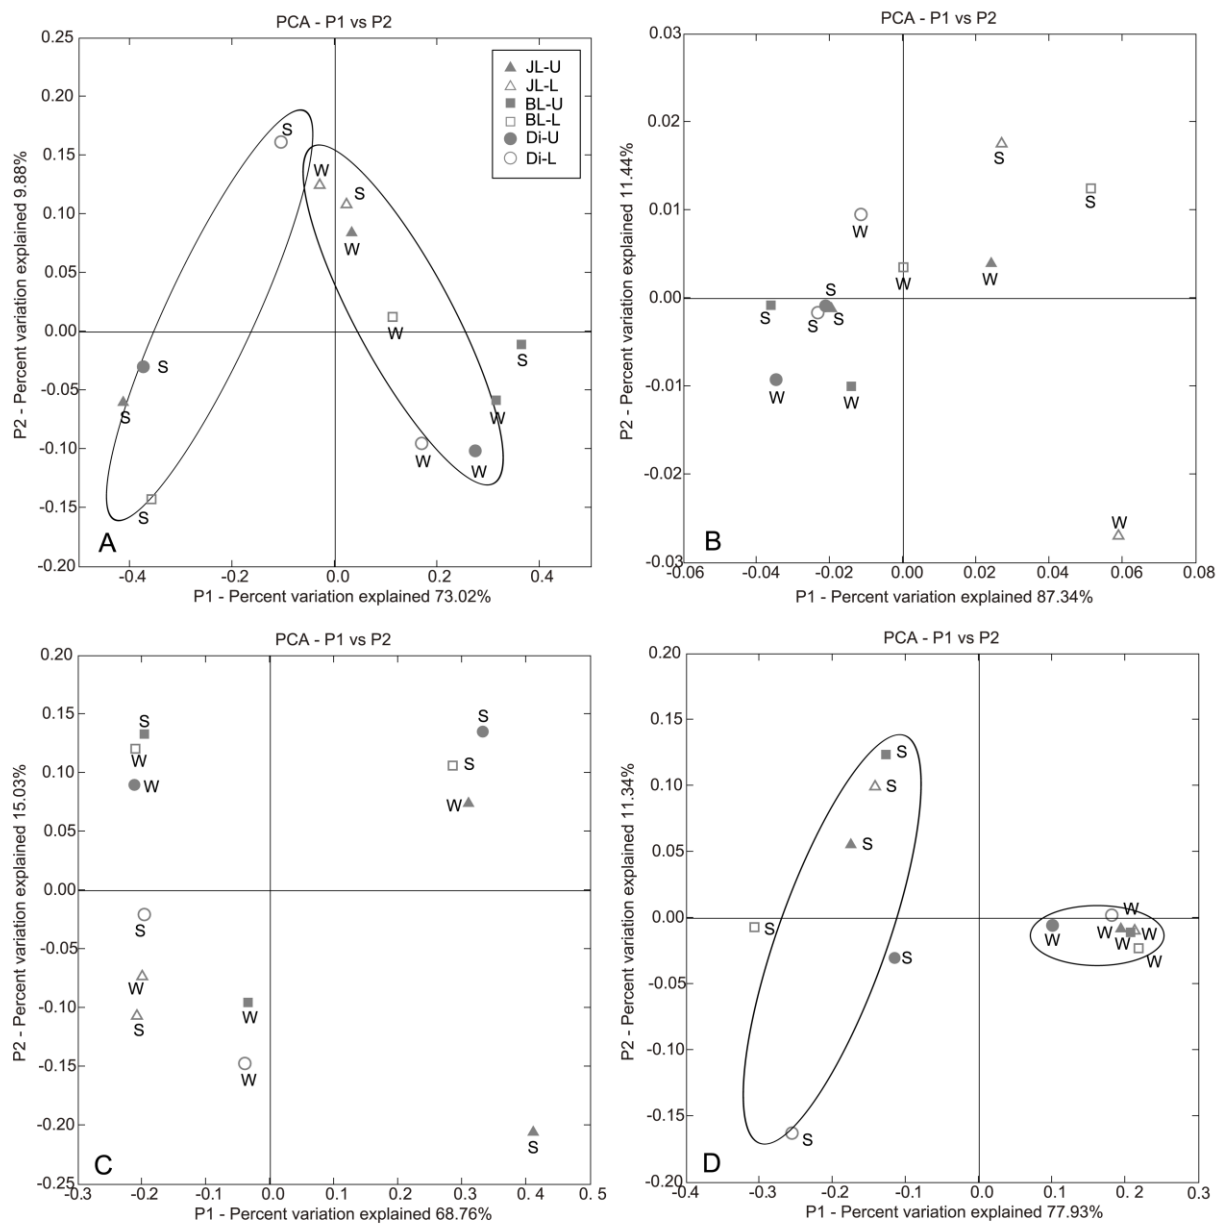 PCA - P1 vs P2
0.25
0.20
0.15
0.10
0.05
0.00
-0.05
-0.10
-0.15
-0.20
P2 - Percent variation explained 9.88%
JL-U
JL-L
BL-U
BL-L
Di-U
Di-L
S
W
S
W
W
S
S
S
W
W
W
S
A
-0.4
-0.2
0.0
0.2
0.4
P1 - Percent variation explained 73.02%
PCA - P1 vs P2
0.03
0.02
0.01
0.00
-0.01
-0.02
-0.03
P2 - Percent variation explained 11.44%
S
S
W
W
W
S
S
S
S
W
W
W
B
-0.06
-0.04
-0.02
0.00
0.02
0.04
0.06
0.08
P1 - Percent variation explained 87.34%
PCA - P1 vs P2
0.20
0.15
0.10
0.05
0.00
-0.05
-0.10
-0.15
-0.20
-0.25
P2 - Percent variation explained 15.03%
S
S
W
S
W
W
S
W
W
S
W
S
C
-0.3
-0.2
-0.1
0.0
0.1
0.2
0.3
0.4
0. 5
P1 - Percent variation explained 68.76%
PCA - P1 vs P2
0.20
0.15
0.10
0.05
0.00
-0.05
-0.10
-0.15
-0.20
P2 - Percent variation explained 11.34%
S
S
S
W
S
W
W
W
W
S
W
S
D
-0.4
-0.3
-0.2
-0.1
0.0
0.1
0.2
0.3
P1 - Percent variation explained 77.93%